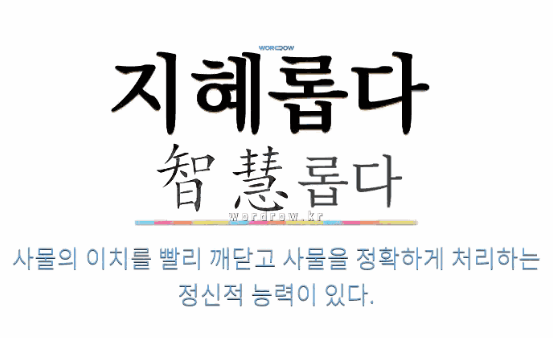 WORDROW
지혜롭다
智慧롭다
wordrow.kr
사물의 이치를 빨리 깨닫고 사물을 정확하게 처리하는
정신적 능력이 있다.